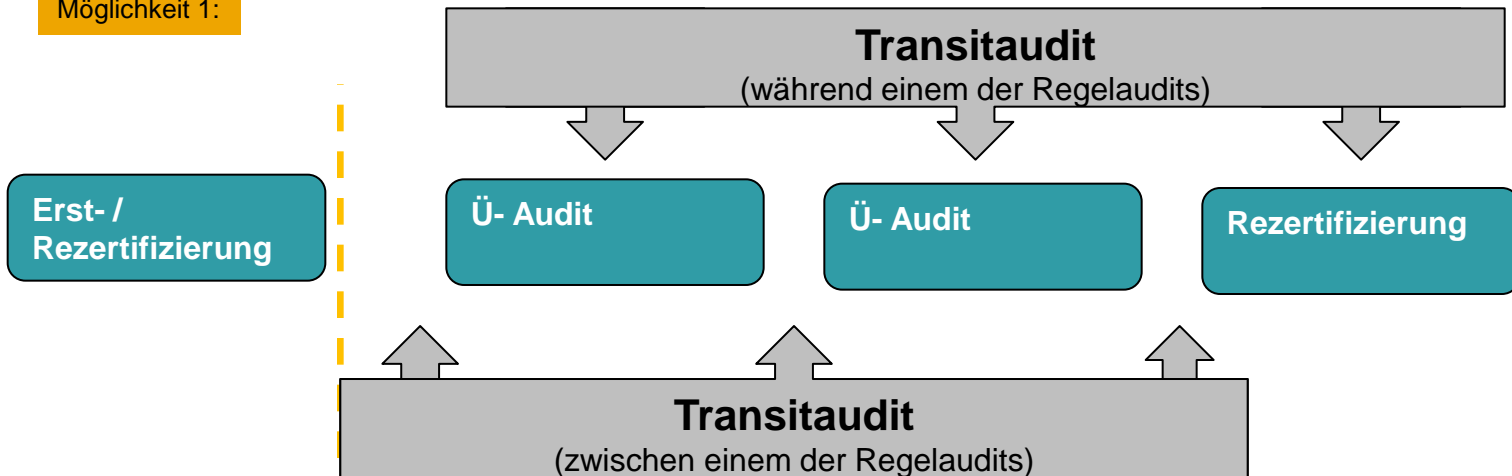 Möglichkeit 1:
Transitaudit
(während einem der Regelaudits)
Erst- /
Rezertifizierung
Ü- Audit
Ü- Audit
Rezertifizierung
Transitaudit
(zwischen einem der Regelaudits)